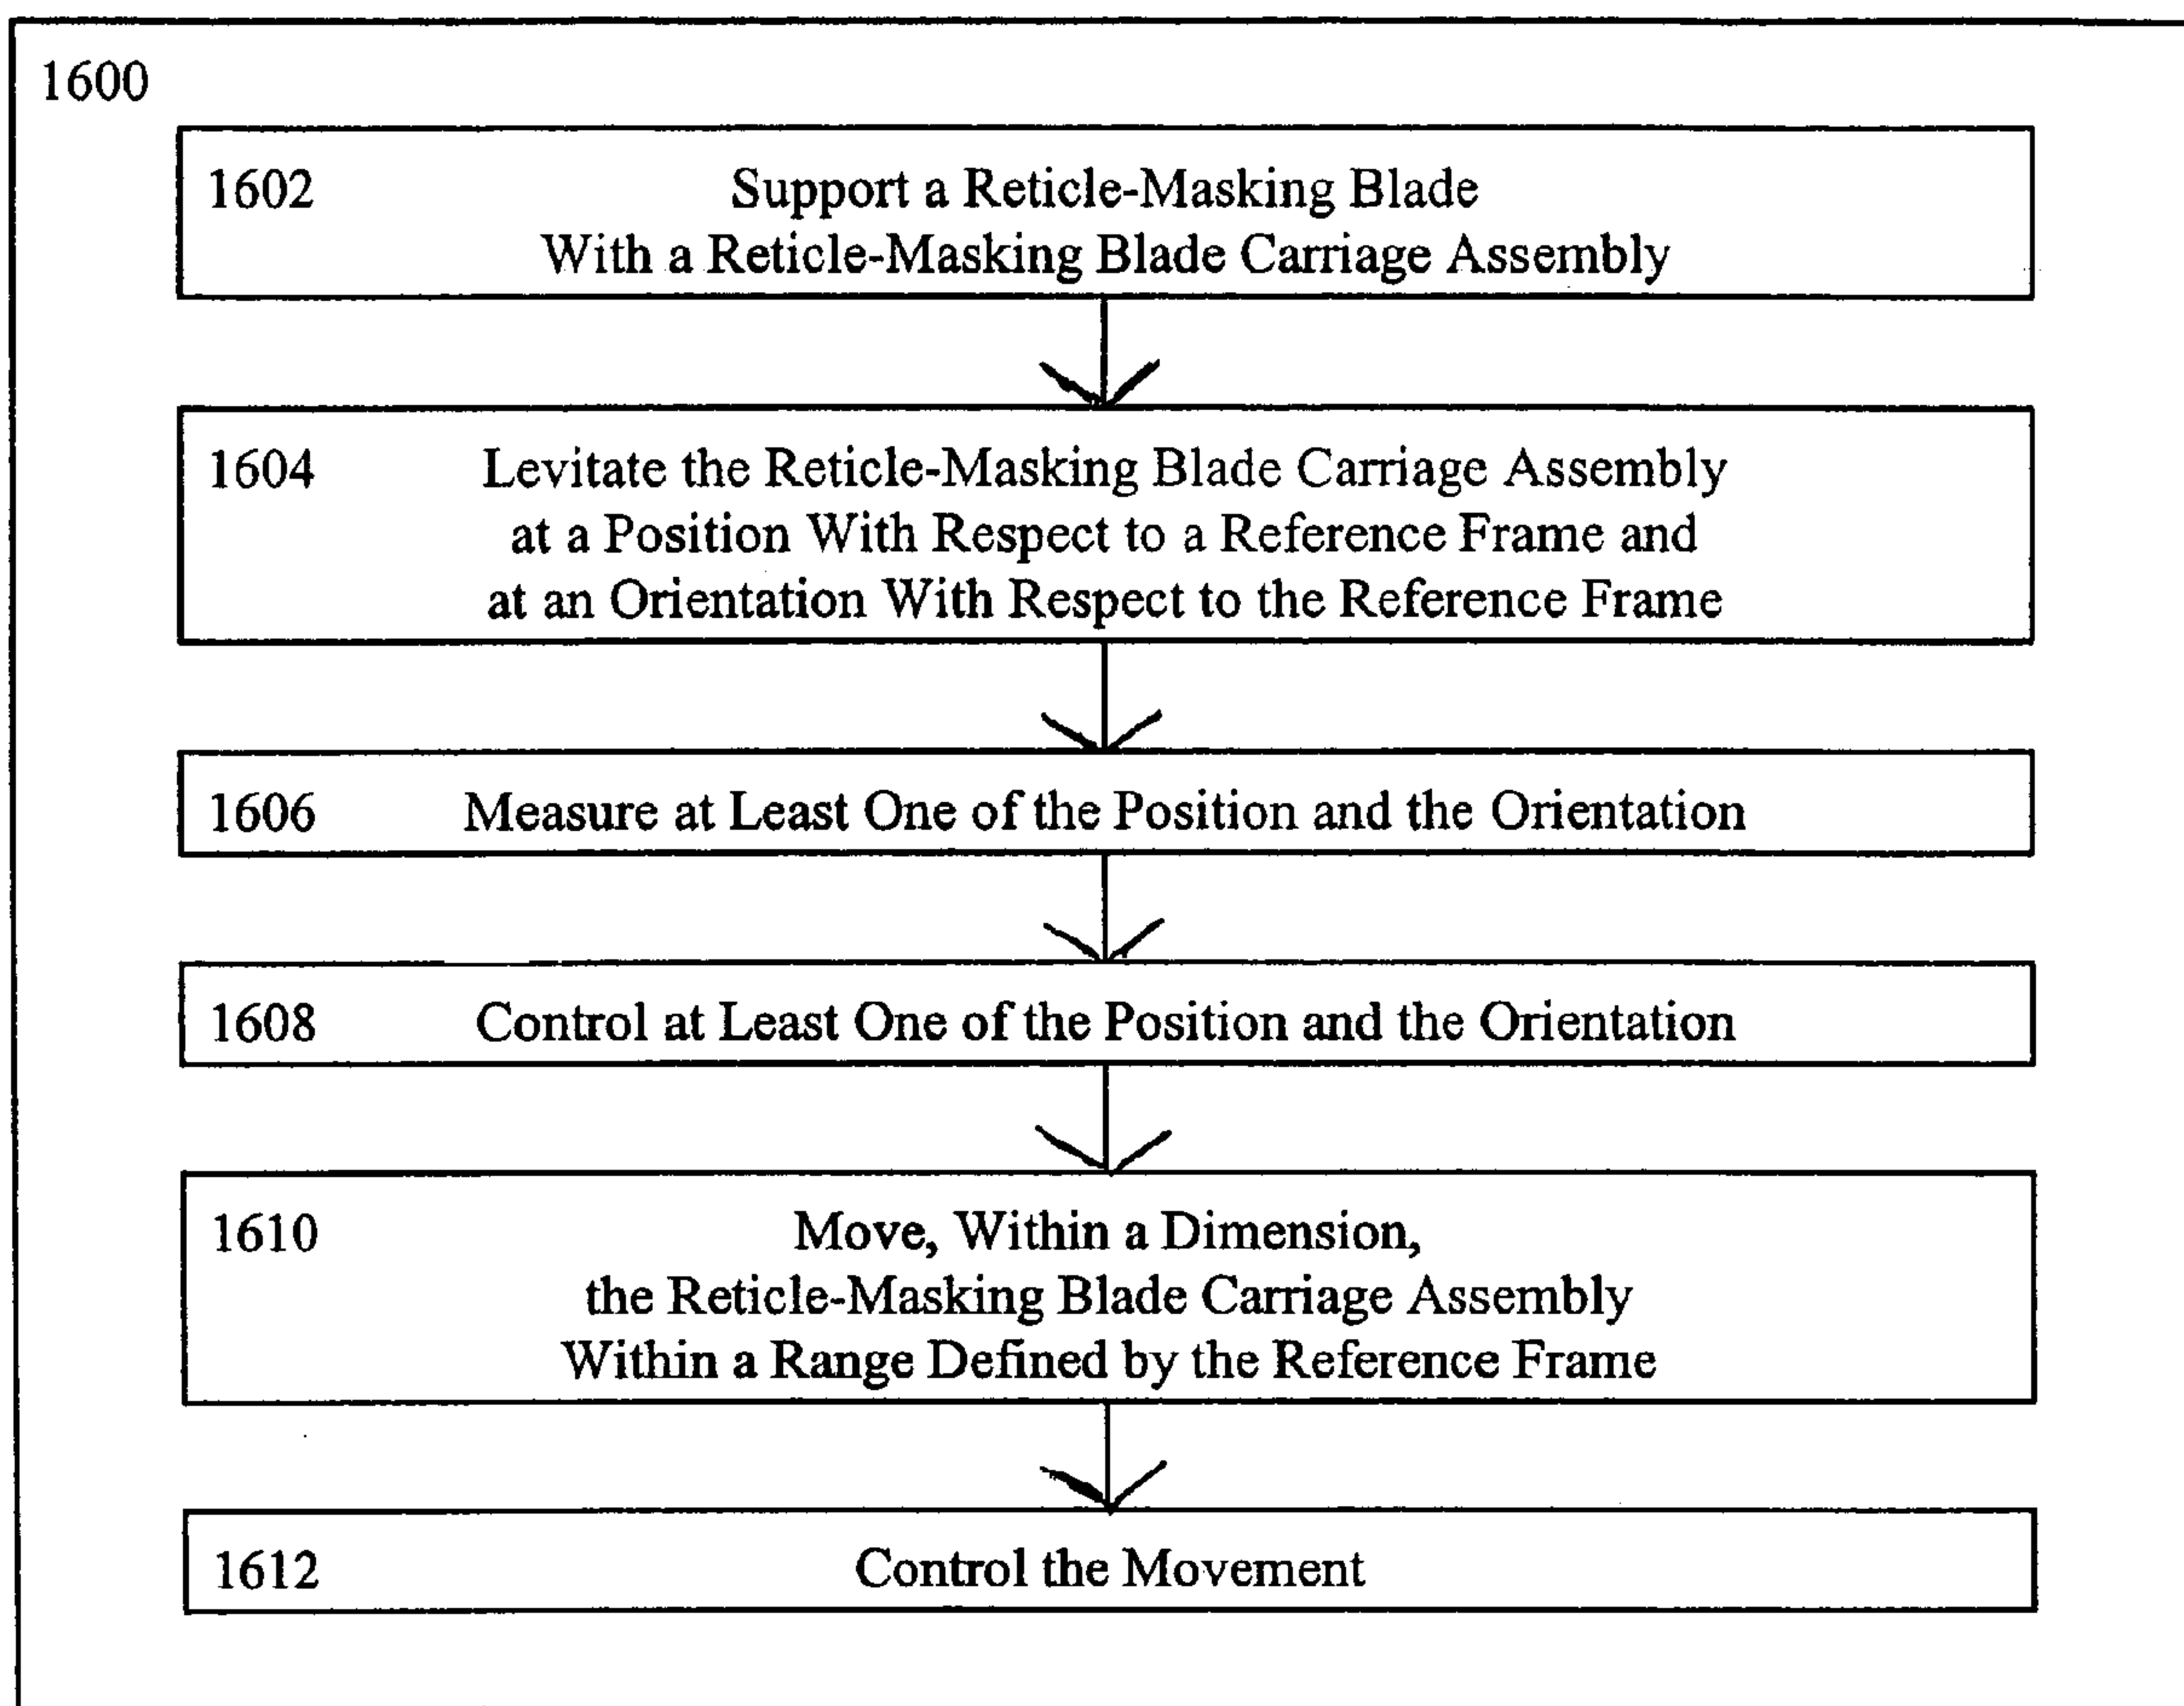 1600
1602 Support a Reticle-Masking Blade
With a Reticle-Masking Blade Carriage Assembly
1604 Levitate the Reticle-Masking Blade Carriage Assembly
at a Position With Respect to a Reference Frame and
at an Orientation With Respect to the Reference Frame
1606 Measure at Least One of the Position and the Orientation
1608 Control at Least One of the Position and the Orientation
1610 Move, Within a Dimension,
the Reticle-Masking Blade Carriage Assembly
Within a Range Defined by the Reference Frame
1612 Control the Movement